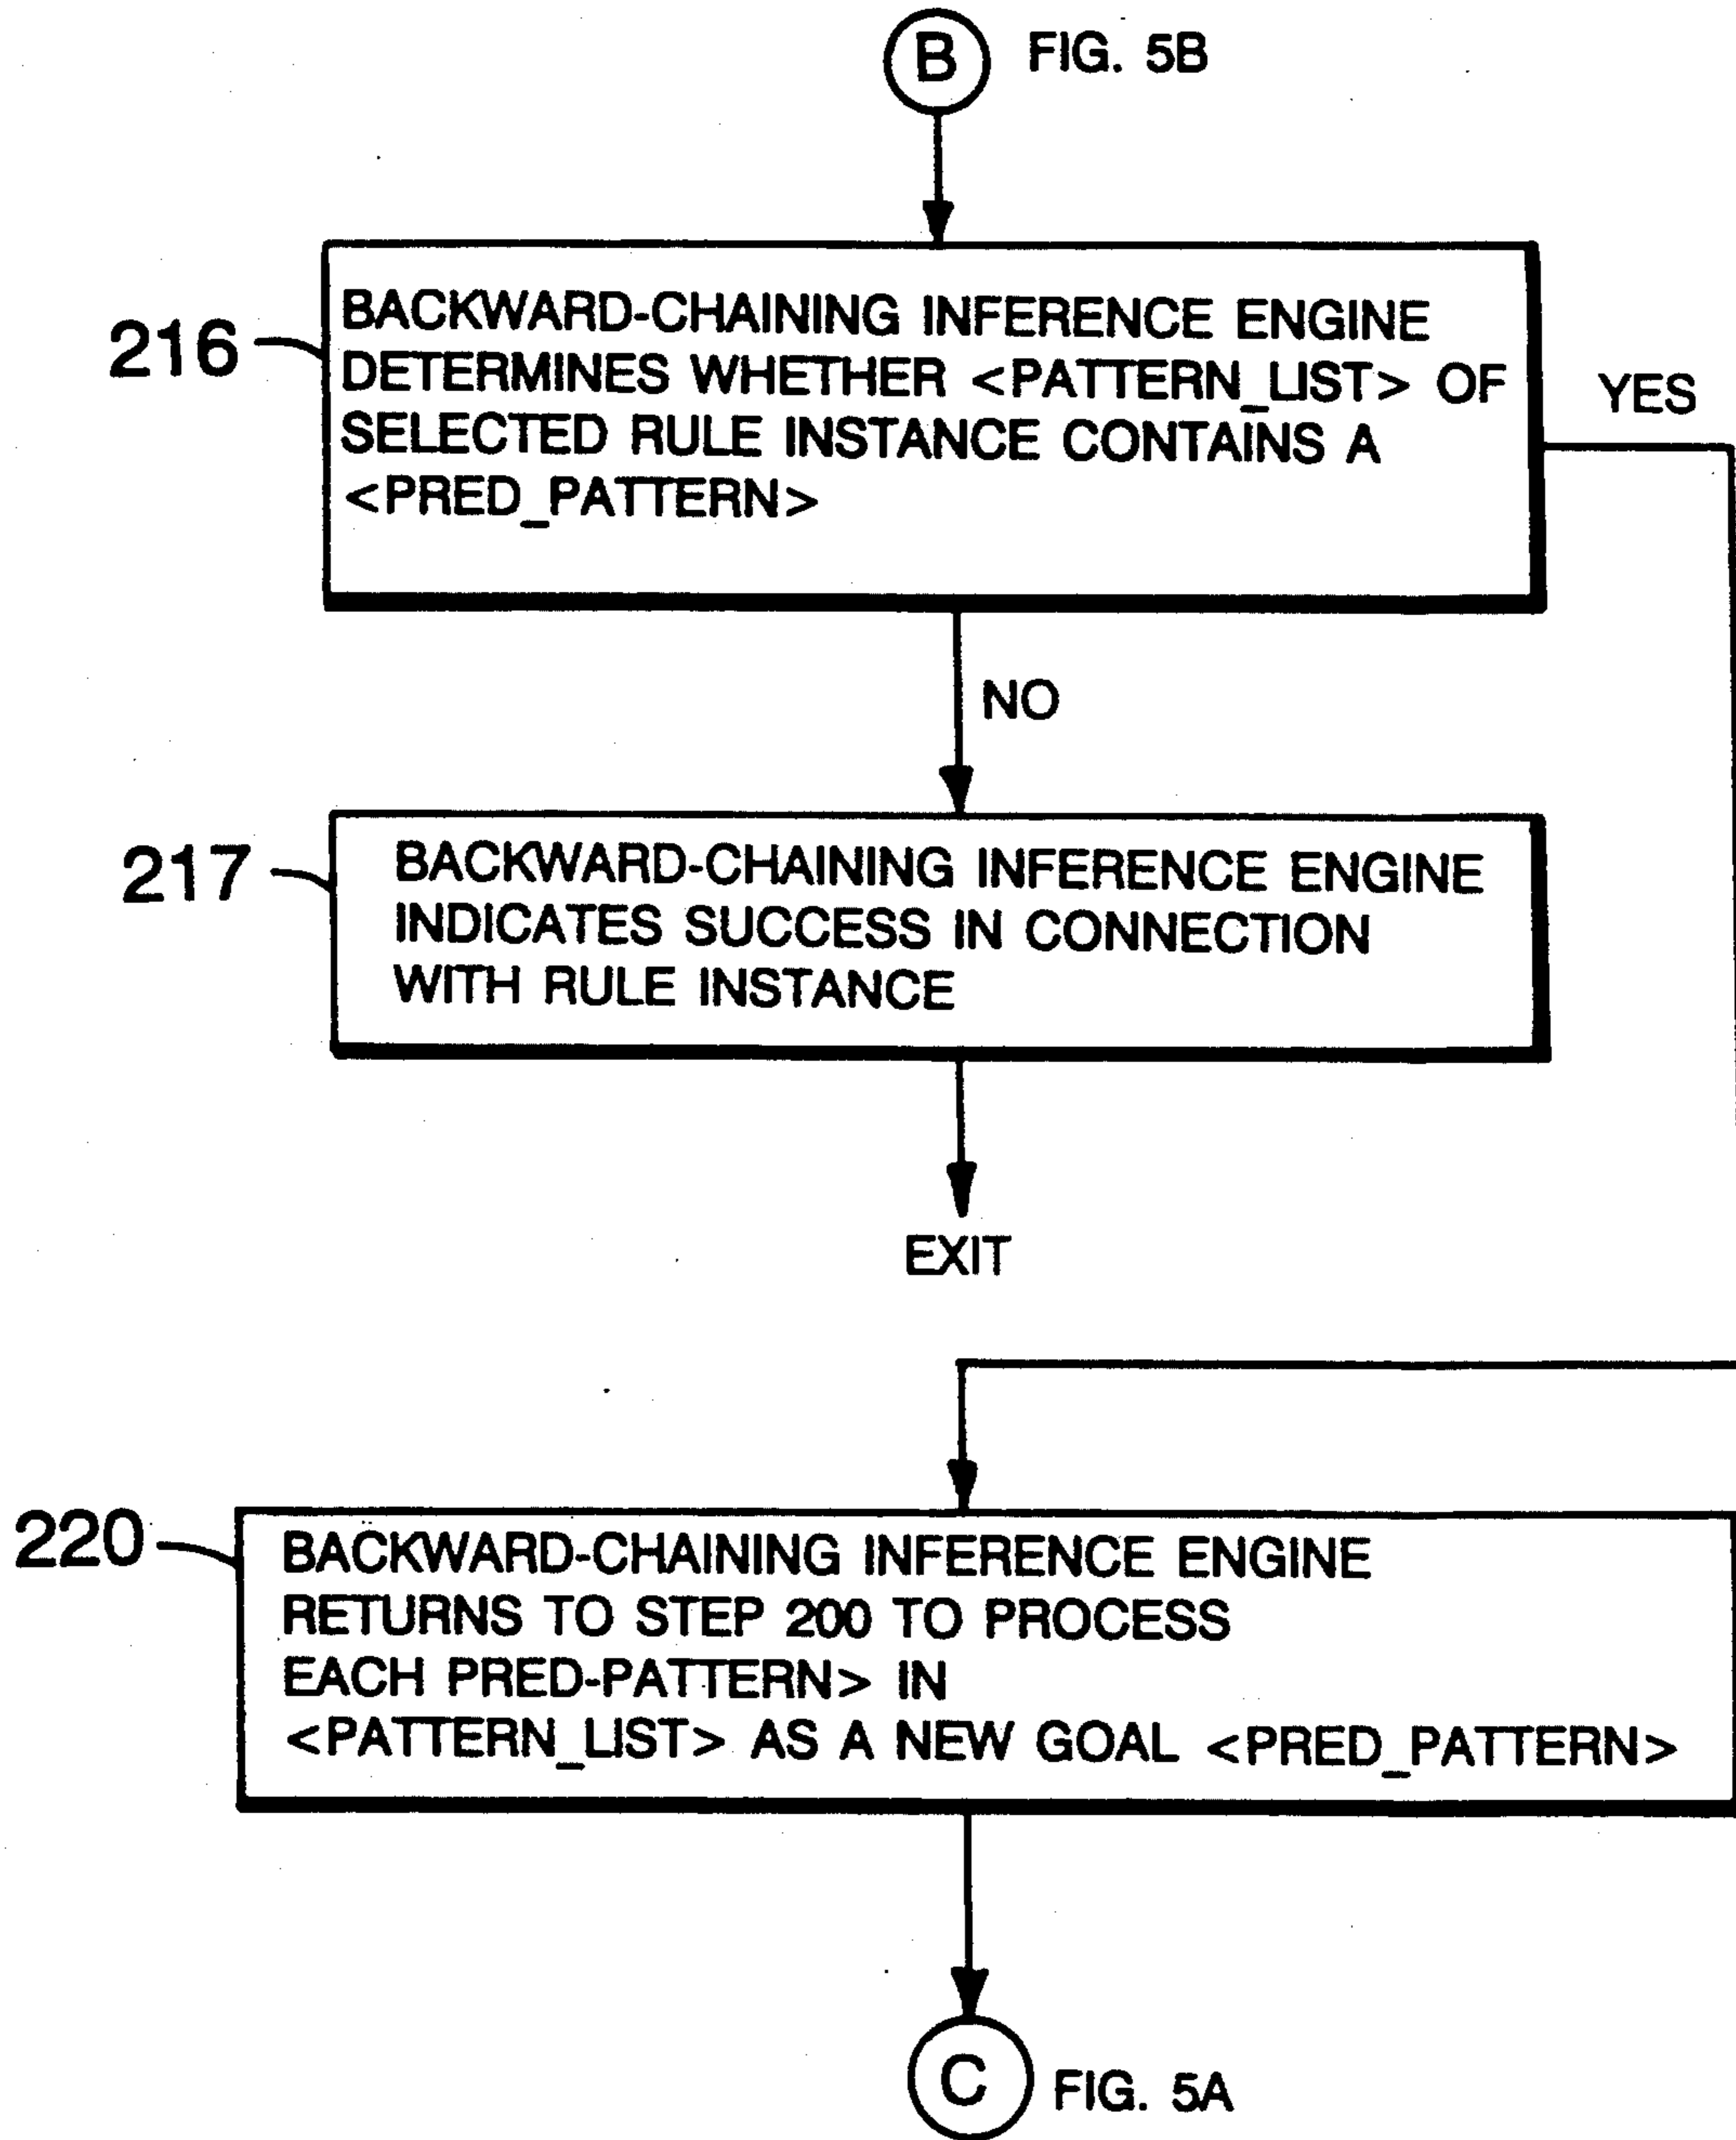 B FIG. 5B
216
BACKWARD-CHAINING INFERENCE ENGINE
DETERMINES WHETHER <PATTERN_LIST> OF
SELECTED RULE INSTANCE CONTAINS A
<PRED_PATTERN>
YES
NO
217
BACKWARD-CHAINING INFERENCE ENGINE
INDICATES SUCCESS IN CONNECTION
WITH RULE INSTANCE
EXIT
220
BACKWARD-CHAINING INFERENCE ENGINE
RETURNS TO STEP 200 TO PROCESS
EACH PRED-PATTERN> IN
<PATTERN_LIST> AS A NEW GOAL <PRED_PATTERN>
C FIG. 5A